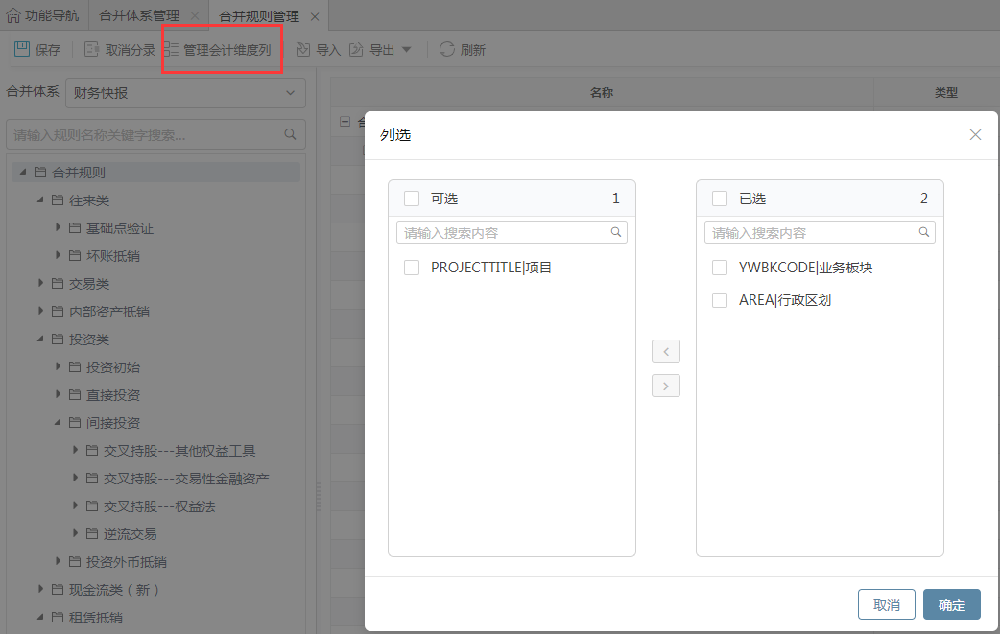 功能导航 合并体系管理 合并规则管理
保存 取消分录 管理会计维度列 导入 导出 刷新
合并体系 财务快报
名称 类型
请输入规则名称关键字搜索...
合并规则
往来类
基础点验证
坏账抵销
交易类
内部资产抵销
投资类
投资初始
直接投资
间接投资
交叉持股---其他权益工具
交叉持股---交易性金融资产
交叉持股---权益法
逆流交易
投资外币抵销
现金流类（新）
租赁抵销
列选
可选 1
请输入搜索内容
PROJECTTITLE|项目
已选 2
请输入搜索内容
YWBKCODE|业务板块
AREA|行政区划
取消 确定